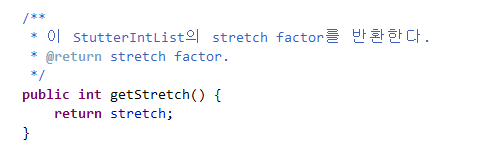 /**
 * 이 StutterIntList의 stretch factor를 반환한다.
 * @return stretch factor.
 */
public int getStretch() {
    return stretch;
}